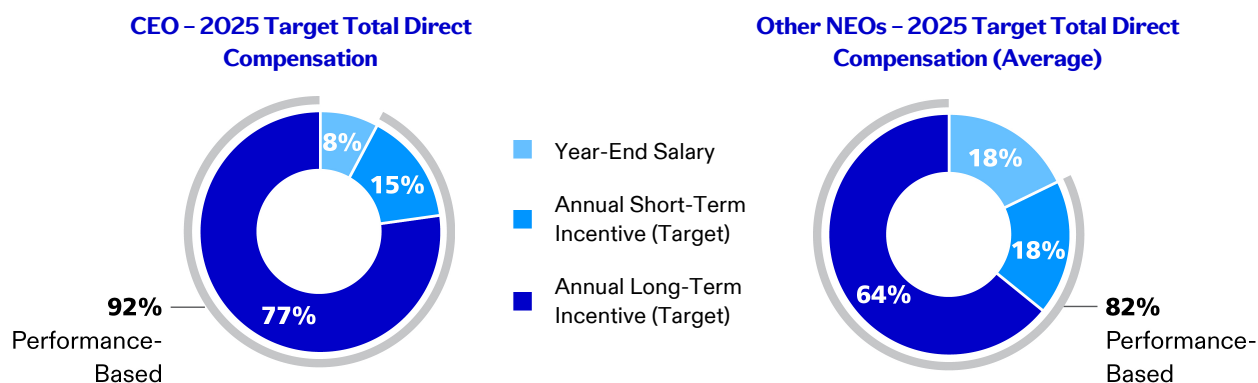 CEO – 2025 Target Total Direct
Compensation
8%
15%
77%
92%
Performance-
Based
Year-End Salary
Annual Short-Term
Incentive (Target)
Annual Long-Term
Incentive (Target)
Other NEOs – 2025 Target Total Direct
Compensation (Average)
18%
18%
64%
82%
Performance-
Based